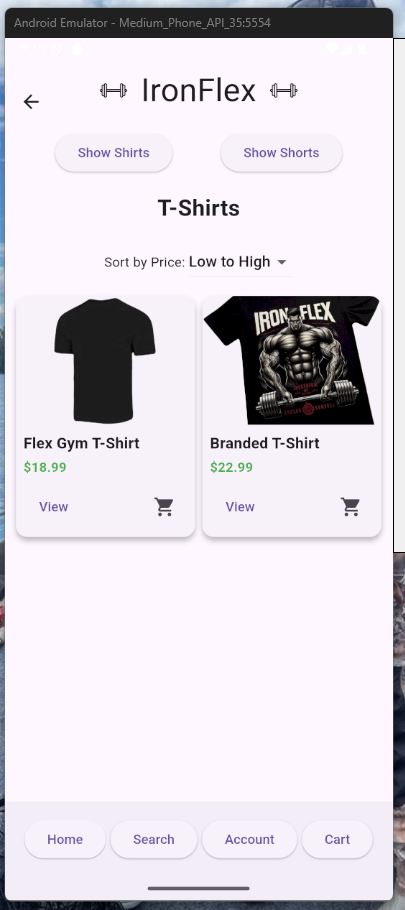 Android Emulator - Medium_Phone_API_35:5554
IronFlex
Show Shirts Show Shorts
T-Shirts
Sort by Price: Low to High
IRON FLEX
Flex Gym T-Shirt Branded T-Shirt
$18.99 $22.99
View View
Home Search Account Cart